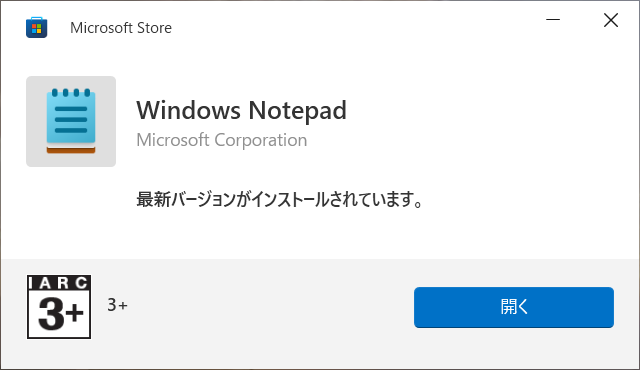 Microsoft Store
Windows Notepad
Microsoft Corporation
最新バージョンがインストールされています。
IARC
3+
3+
開く